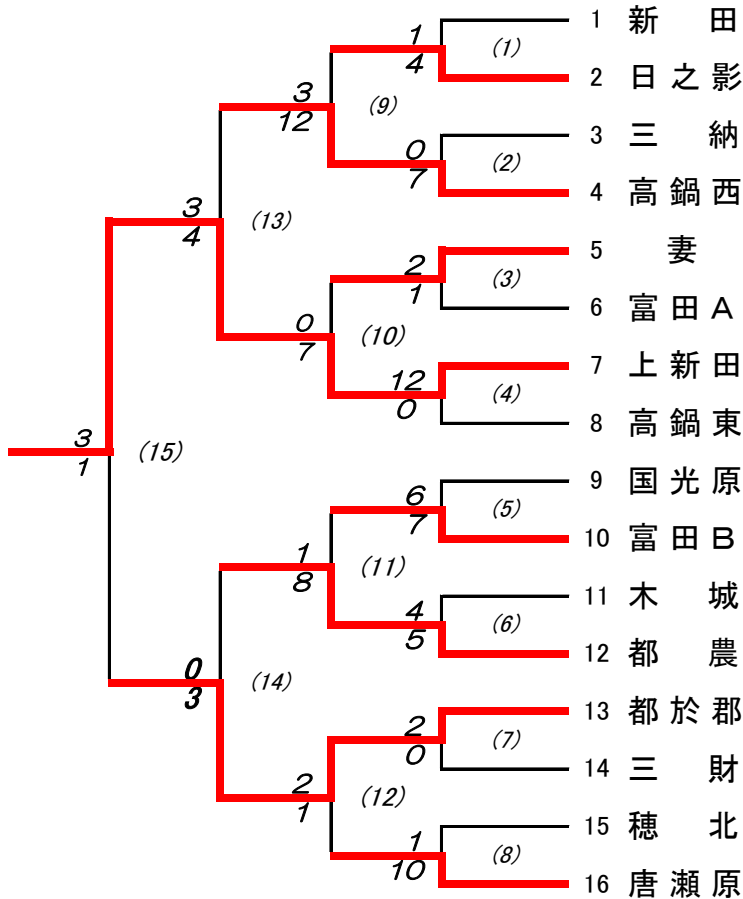 1 新 田
1
(1)
4
2 日之影
3
(9)
12
3 三 納
0
(2)
7
4 高鍋西
3
(13)
4
5 妻
2
(3)
1
6 富田A
0
(10)
7
7 上新田
12
(4)
0
8 高鍋東
3
(15)
1
9 国光原
6
(5)
7
10 富田B
1
(11)
8
11 木 城
4
(6)
5
12 都 農
0
(14)
3
13 都於郡
2
(7)
0
14 三 財
2
(12)
1
15 穂 北
1
(8)
10
16 唐瀬原